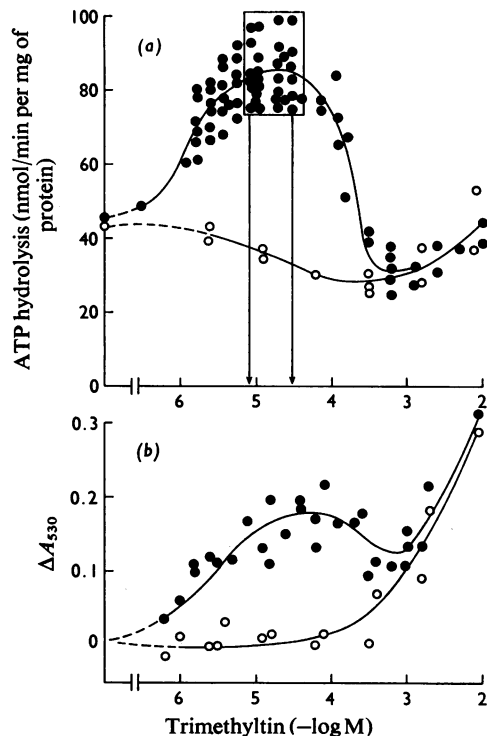 ATP hydrolysis (nmol/min per mg of
protein)
(a)
100
80
60
40
20
0
6 5 4 3 2
(b)
ΔA530
0.3
0.2
0.1
0
6 5 4 3 2
Trimethyltin (−log M)